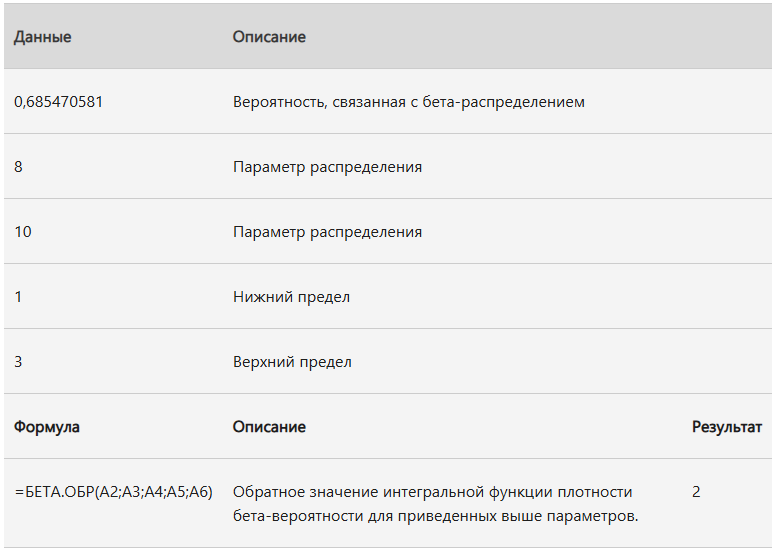 Данные Описание
0,685470581 Вероятность, связанная с бета-распределением
8 Параметр распределения
10 Параметр распределения
1 Нижний предел
3 Верхний предел
Формула Описание Результат
=БЕТА.ОБР(A2;A3;A4;A5;A6) Обратное значение интегральной функции плотности 2
бета-вероятности для приведенных выше параметров.